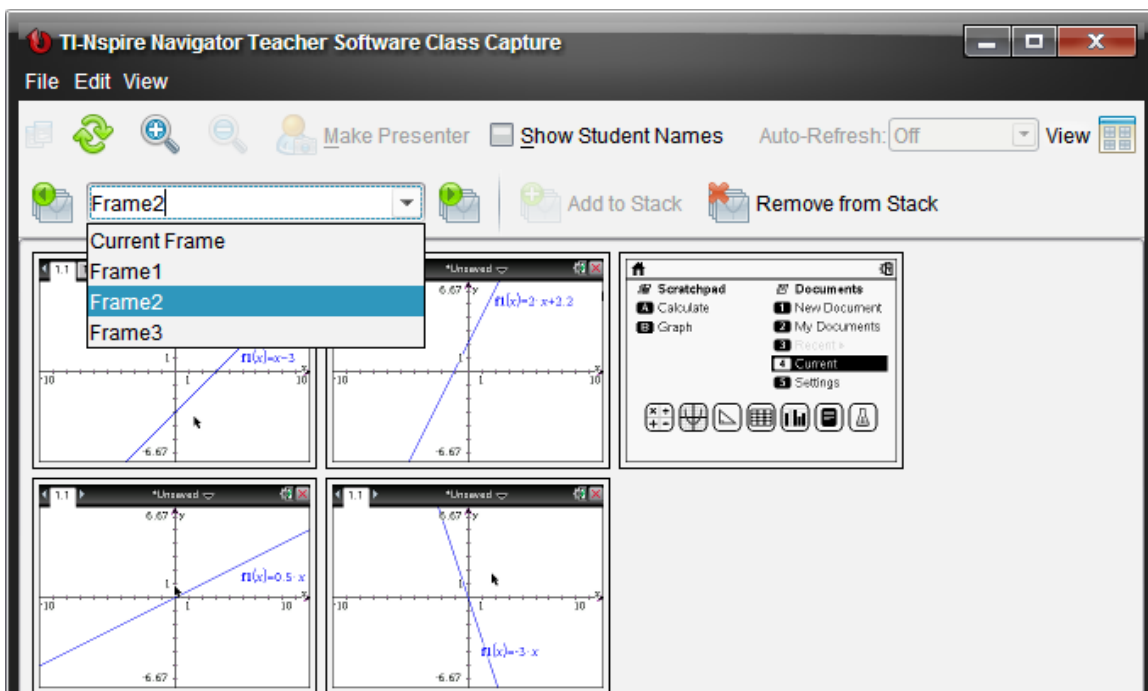 TI-Nspire Navigator Teacher Software Class Capture
File Edit View
Make Presenter Show Student Names Auto-Refresh: Off View
Frame2 Add to Stack Remove from Stack
Current Frame
Frame1
Frame2
Frame3
1.1
f1(x)=x-3
1
-10 1 10
x
-6.67
*Unsaved
6.67 y
f1(x)=2·x+2.2
1
-10 1 10
x
-6.67
Scratchpad Documents
A Calculate 1 New Document
B Graph 2 My Documents
3 Recent
4 Current
5 Settings
1.1 *Unsaved
6.67 y
f1(x)=0.5·x
1
-10 1 10
x
-6.67
1.1 *Unsaved
6.67 y
1
-10 1 10
x
f1(x)=-3·x
-6.67